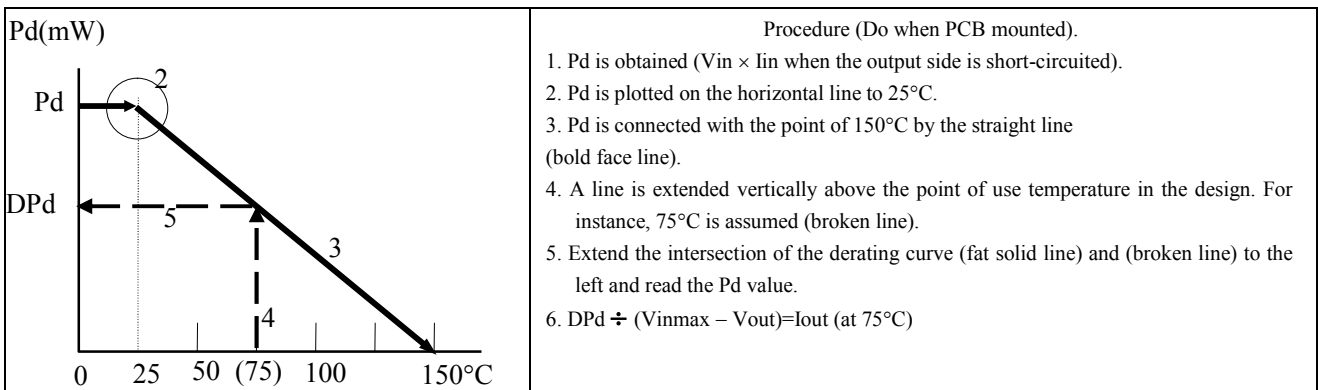 Pd(mW)
2
Pd
DPd
5
3
4
0 25 50 (75) 100 150°C
Procedure (Do when PCB mounted).
1. Pd is obtained (Vin × Iin when the output side is short-circuited).
2. Pd is plotted on the horizontal line to 25°C.
3. Pd is connected with the point of 150°C by the straight line
(bold face line).
4. A line is extended vertically above the point of use temperature in the design. For
instance, 75°C is assumed (broken line).
5. Extend the intersection of the derating curve (fat solid line) and (broken line) to the
left and read the Pd value.
6. DPd ÷ (Vinmax – Vout)=Iout (at 75°C)